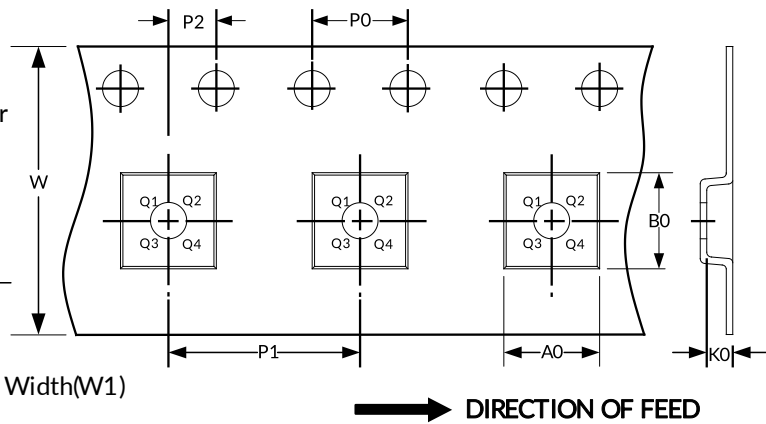 P2
P0
r
W
Q1 Q2
Q1 Q2
Q1 Q2
B0
Q3 Q4
Q3 Q4
Q3 Q4
P1
A0
K0
Width(W1)
DIRECTION OF FEED